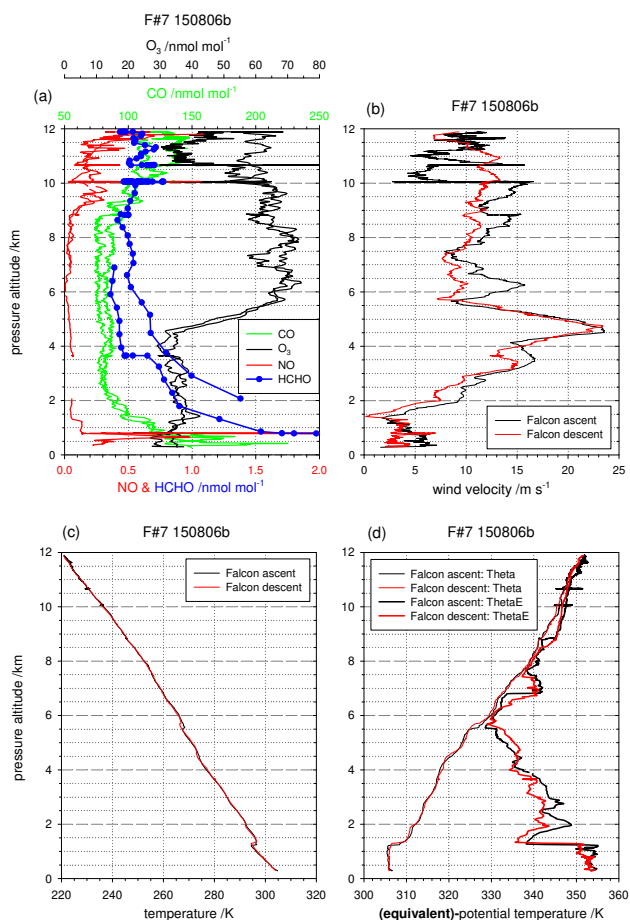 F#7 150806b
O3 /nmol mol-1
0 10 20 30 40 50 60 70 80
(a)
CO /nmol mol-1
50 100 150 200 250
pressure altitude /km
12
10
8
6
4
2
0
CO
O3
NO
HCHO
0.0 0.5 1.0 1.5 2.0
NO & HCHO /nmol mol-1
(b)
F#7 150806b
12
10
8
6
4
2
0
Falcon ascent
Falcon descent
0 5 10 15 20 25
wind velocity /m s-1
(c)
F#7 150806b
pressure altitude /km
12
10
8
6
4
2
0
Falcon ascent
Falcon descent
220 240 260 280 300 320
temperature /K
(d)
F#7 150806b
12
10
8
6
4
2
0
Falcon ascent: Theta
Falcon descent: Theta
Falcon ascent: ThetaE
Falcon descent: ThetaE
300 310 320 330 340 350 360
(equivalent)-potential temperature /K